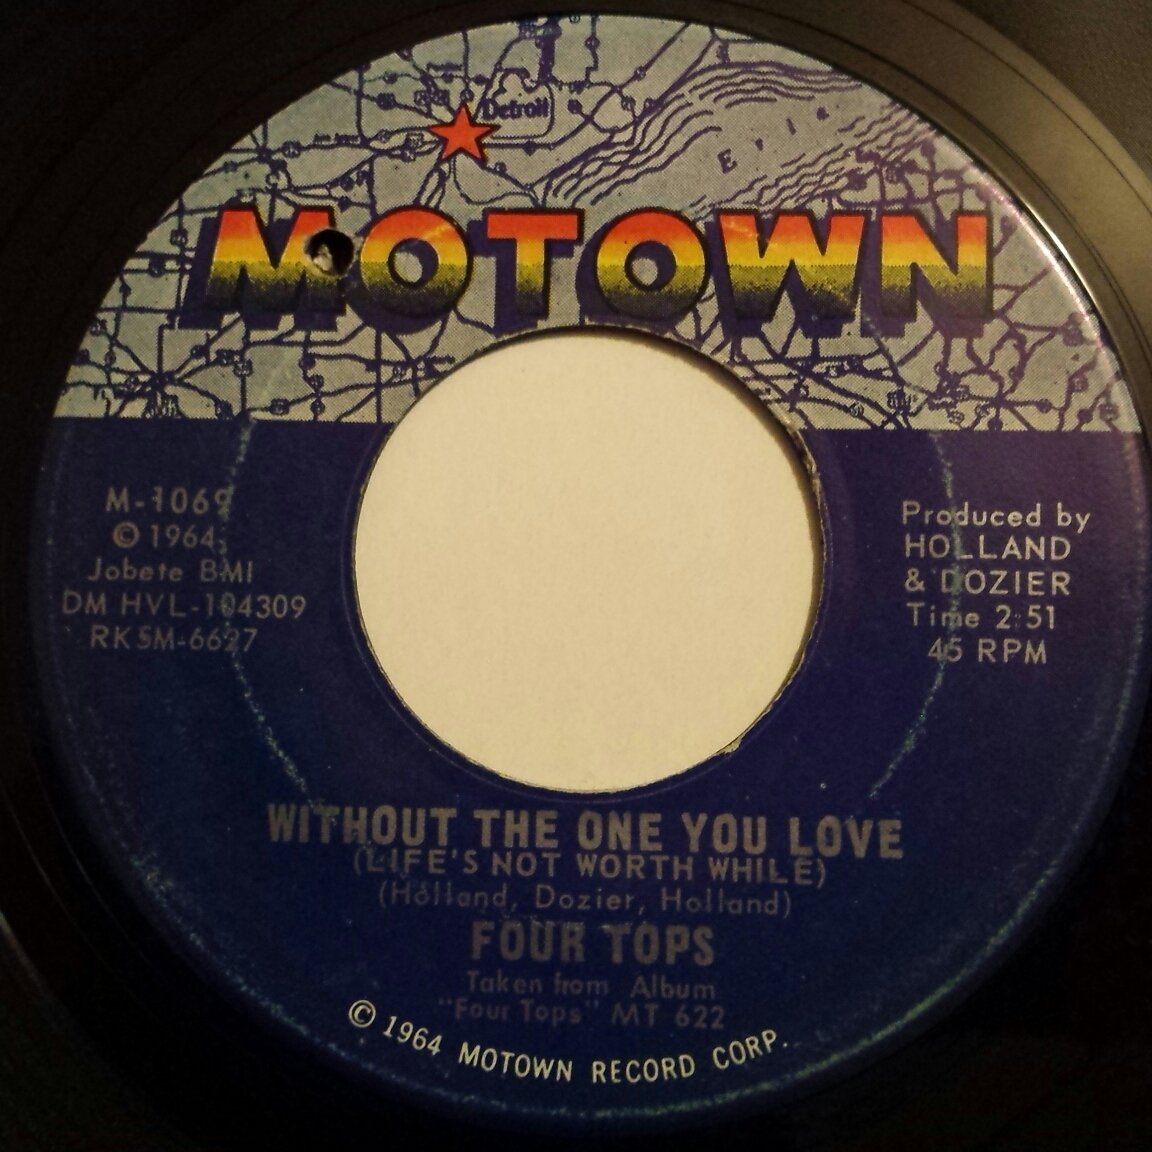 Detroit
Erie
MOTOWN
M-1069
© 1964
Jobete BMI
DM HVL-104309
RKSM-6627
Produced by
HOLLAND
& DOZIER
Time 2:51
45 RPM
WITHOUT THE ONE YOU LOVE
(LIFE'S NOT WORTH WHILE)
(Holland, Dozier, Holland)
FOUR TOPS
Taken from Album
"Four Tops" MT 622
© 1964 MOTOWN RECORD CORP.